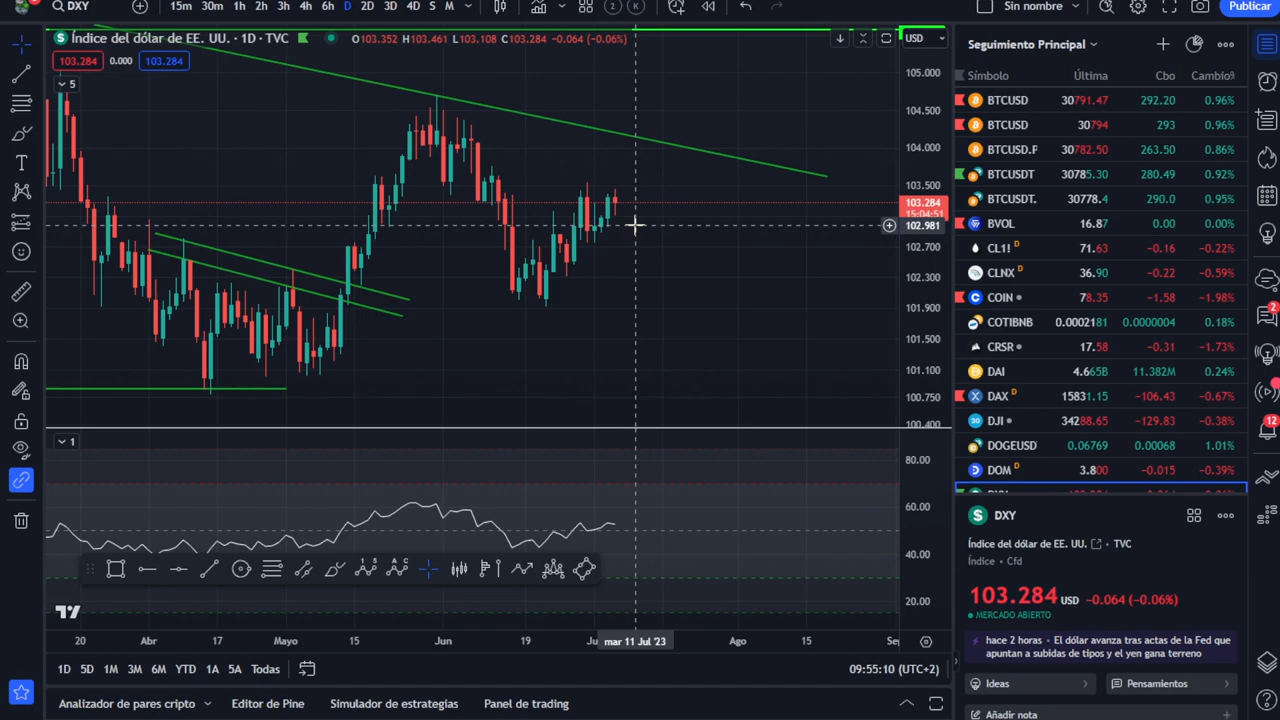 DXY 15m 30m 1h 2h 3h 4h 6h D 2D 3D 4D S M 2 K Sin nombre Publicar
Índice del dólar de EE. UU. · 1D · TVC O103.352 H103.461 L103.108 C103.284 −0.064 (−0.06%) USD
103.284 0.000 103.284
5
105.000
104.500
104.000
103.500
103.284
15:04:51
102.981
102.700
102.300
101.900
101.500
101.100
100.750
100.400
1
80.00
60.00
40.00
20.00
20 Abr 17 Mayo 15 Jun 19 Ju mar 11 Jul '23 Ago 15 Sep
1D 5D 1M 3M 6M YTD 1A 5A Todas 09:55:10 (UTC+2)
Analizador de pares cripto Editor de Pine Simulador de estrategias Panel de trading
Seguimiento Principal
Símbolo Última Cbo Cambio%
BTCUSD 30791.47 292.20 0.96%
BTCUSD 30794 293 0.96%
BTCUSD.F 30782.50 263.50 0.86%
BTCUSDT 30785.30 280.49 0.92%
BTCUSDT. 30778.4 290.0 0.95%
BVOL 16.87 0.00 0.00%
CL1! D 71.63 −0.16 −0.22%
CLNX D 36.90 −0.22 −0.59%
COIN 78.35 −1.58 −1.98%
COTIBNB 0.0002181 0.0000004 0.18%
CRSR 17.58 −0.31 −1.73%
DAI 4.665B 11.382M 0.24%
DAX D 15831.15 −106.43 −0.67%
DJI 34288.65 −129.83 −0.38%
DOGEUSD 0.06769 0.00068 1.01%
DOM D 3.800 −0.015 −0.39%
DXY
Índice del dólar de EE. UU. · TVC
Índice · Cfd
103.284 USD −0.064 (−0.06%)
MERCADO ABIERTO
hace 2 horas · El dólar avanza tras actas de la Fed que
apuntan a subidas de tipos y el yen gana terreno
Ideas Pensamientos
Añadir nota
2
12